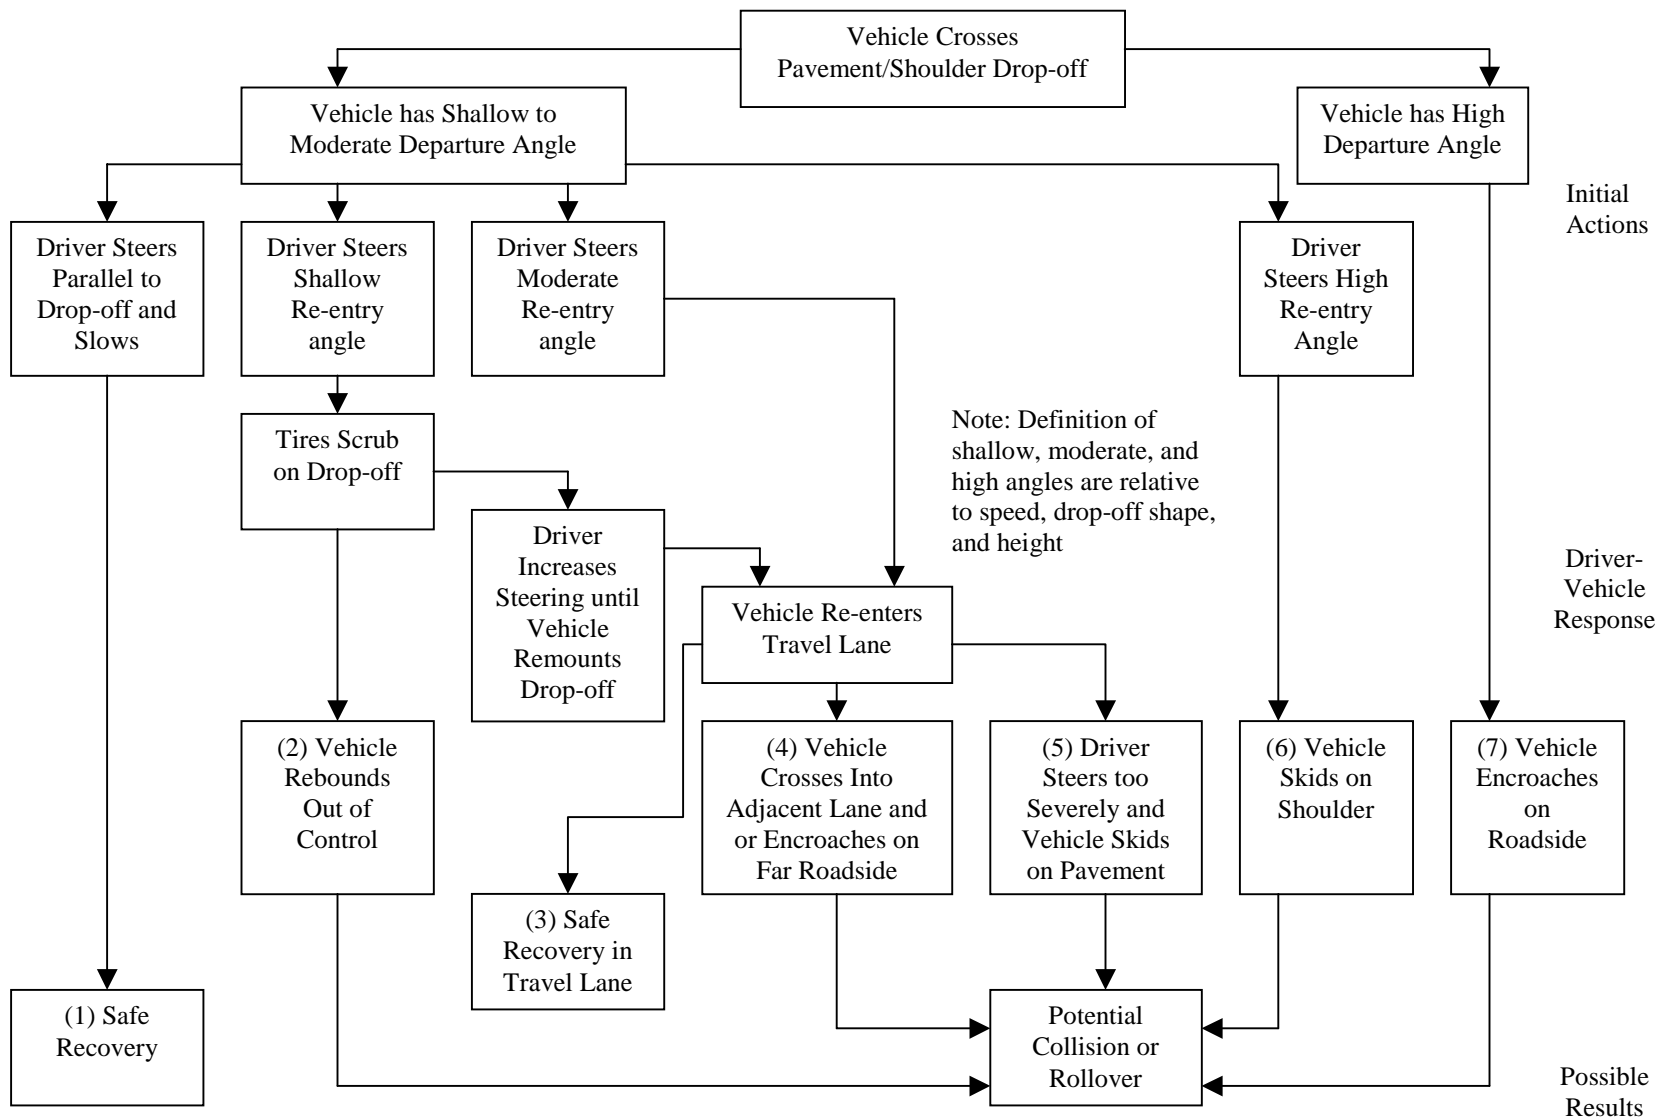 Vehicle Crosses
Pavement/Shoulder Drop-off
Vehicle has Shallow to
Moderate Departure Angle
Vehicle has High
Departure Angle
Initial
Actions
Driver Steers
Parallel to
Drop-off and
Slows
Driver Steers
Shallow
Re-entry
angle
Driver Steers
Moderate
Re-entry
angle
Driver
Steers High
Re-entry
Angle
Tires Scrub
on Drop-off
Note: Definition of
shallow, moderate, and
high angles are relative
to speed, drop-off shape,
and height
Driver
Increases
Steering until
Vehicle
Remounts
Drop-off
Driver-
Vehicle
Response
Vehicle Re-enters
Travel Lane
(2) Vehicle
Rebounds
Out of
Control
(4) Vehicle
Crosses Into
Adjacent Lane and
or Encroaches on
Far Roadside
(5) Driver
Steers too
Severely and
Vehicle Skids
on Pavement
(6) Vehicle
Skids on
Shoulder
(7) Vehicle
Encroaches
on
Roadside
(3) Safe
Recovery in
Travel Lane
(1) Safe
Recovery
Potential
Collision or
Rollover
Possible
Results